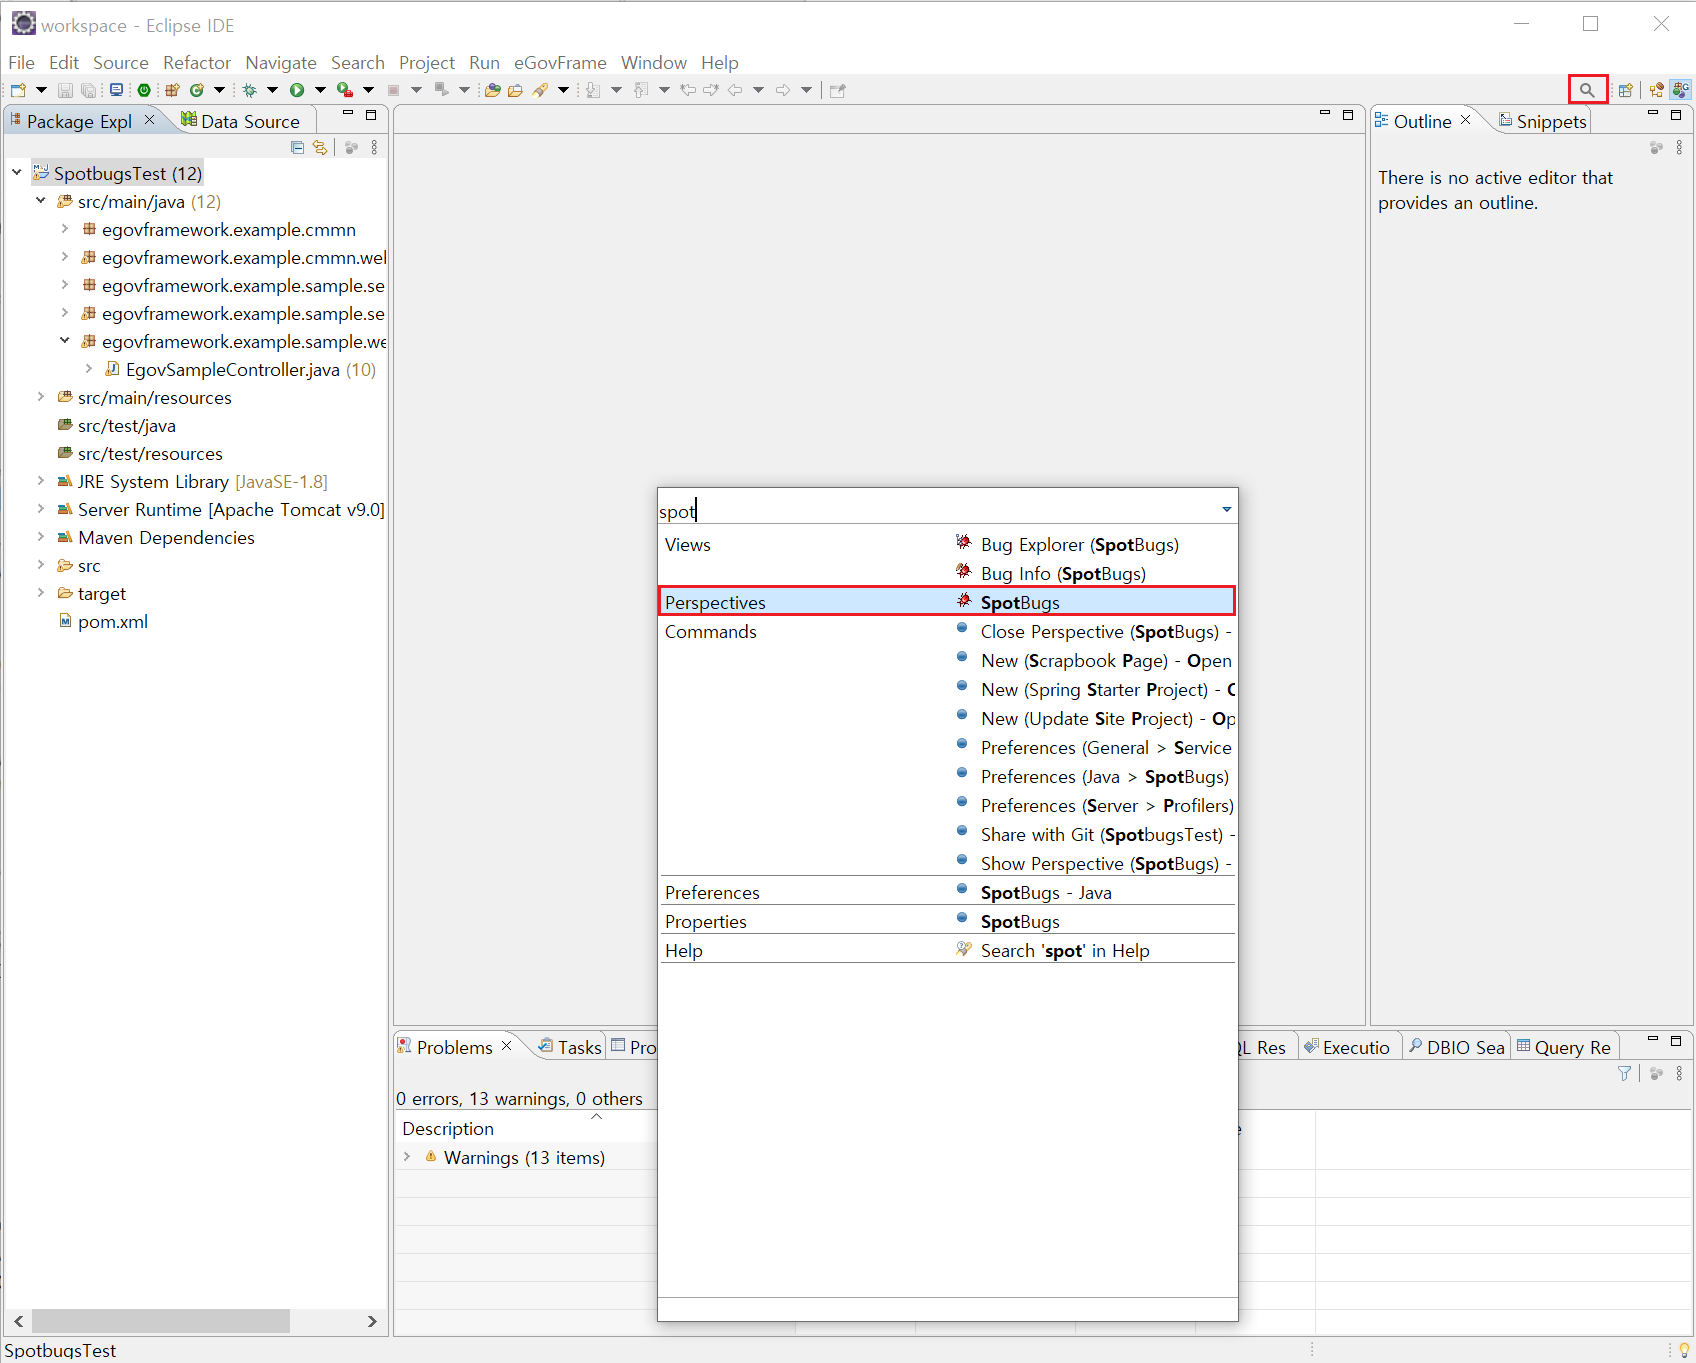 workspace - Eclipse IDE
File Edit Source Refactor Navigate Search Project Run eGovFrame Window Help
Package Expl
Data Source
Outline
Snippets
There is no active editor that
provides an outline.
SpotbugsTest (12)
src/main/java (12)
egovframework.example.cmmn
egovframework.example.cmmn.wel
egovframework.example.sample.se
egovframework.example.sample.se
egovframework.example.sample.we
EgovSampleController.java (10)
src/main/resources
src/test/java
src/test/resources
JRE System Library [JavaSE-1.8]
Server Runtime [Apache Tomcat v9.0]
Maven Dependencies
src
target
pom.xml
spot
Views
Bug Explorer (SpotBugs)
Bug Info (SpotBugs)
Perspectives SpotBugs
Commands Close Perspective (SpotBugs) -
New (Scrapbook Page) - Open
New (Spring Starter Project) - O
New (Update Site Project) - Op
Preferences (General > Service
Preferences (Java > SpotBugs)
Preferences (Server > Profilers)
Share with Git (SpotbugsTest) -
Show Perspective (SpotBugs) -
Preferences SpotBugs - Java
Properties SpotBugs
Help Search 'spot' in Help
Problems Tasks Pro QL Res Executio DBIO Sea Query Re
0 errors, 13 warnings, 0 others
Description
Warnings (13 items)
SpotbugsTest